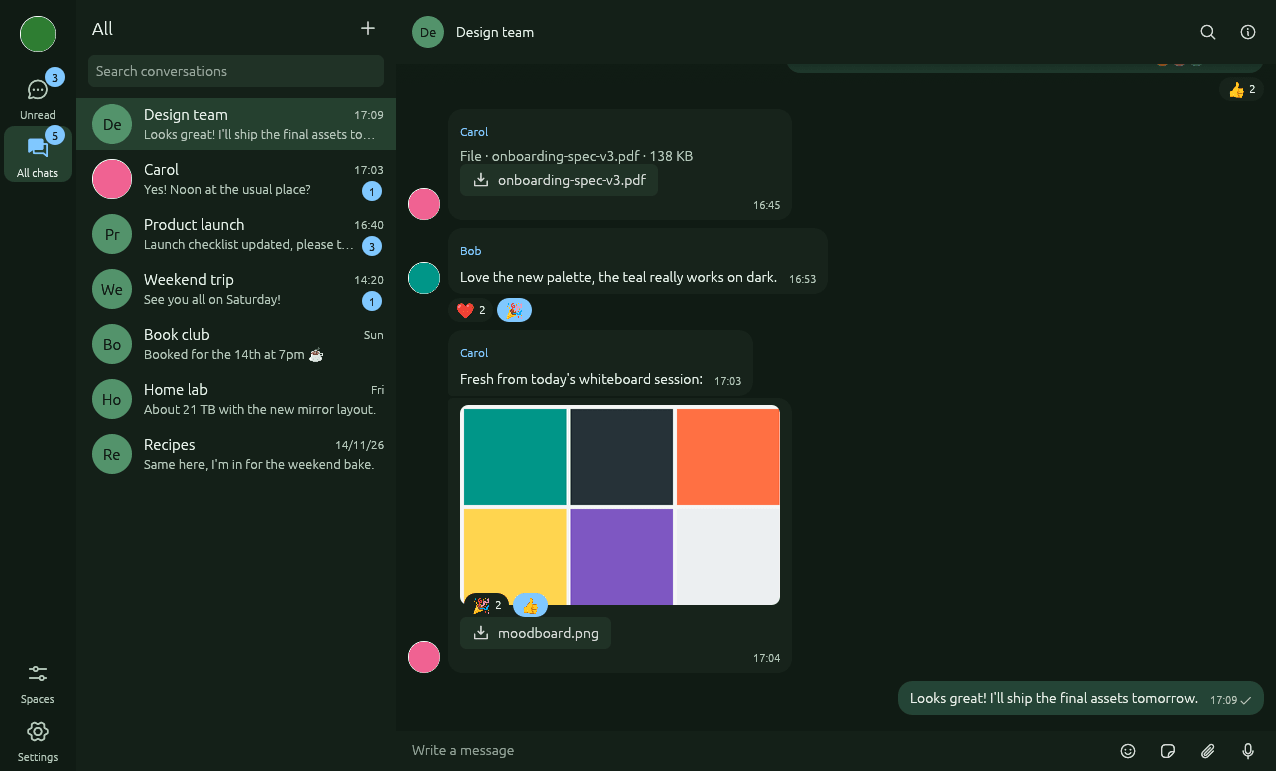 3
Unread
5
All chats
Spaces
Settings
All
Search conversations
De
Design team
17:09
Looks great! I'll ship the final assets to…
Carol
17:03
Yes! Noon at the usual place?
1
Pr
Product launch
16:40
Launch checklist updated, please t…
3
We
Weekend trip
14:20
See you all on Saturday!
1
Bo
Book club
Sun
Booked for the 14th at 7pm ☕
Ho
Home lab
Fri
About 21 TB with the new mirror layout.
Re
Recipes
14/11/26
Same here, I'm in for the weekend bake.
De
Design team
👍 2
Carol
File · onboarding-spec-v3.pdf · 138 KB
onboarding-spec-v3.pdf
16:45
Bob
Love the new palette, the teal really works on dark. 16:53
❤️ 2 🎉
Carol
Fresh from today's whiteboard session: 17:03
🎉 2 👍
moodboard.png
17:04
Looks great! I'll ship the final assets tomorrow. 17:09
Write a message